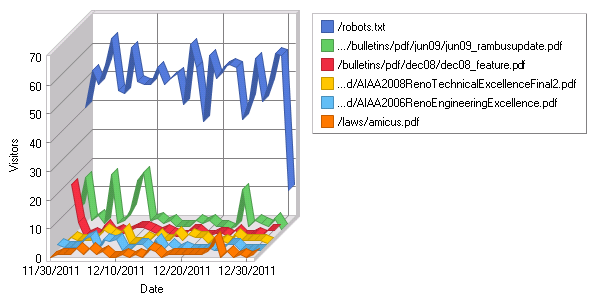 70
60
50
40
30
20
10
0
Visitors
11/30/2011 12/10/2011 12/20/2011 12/30/2011
Date
/robots.txt
.../bulletins/pdf/jun09/jun09_rambusupdate.pdf
/bulletins/pdf/dec08/dec08_feature.pdf
...d/AIAA2008RenoTechnicalExcellenceFinal2.pdf
...d/AIAA2006RenoEngineeringExcellence.pdf
/laws/amicus.pdf